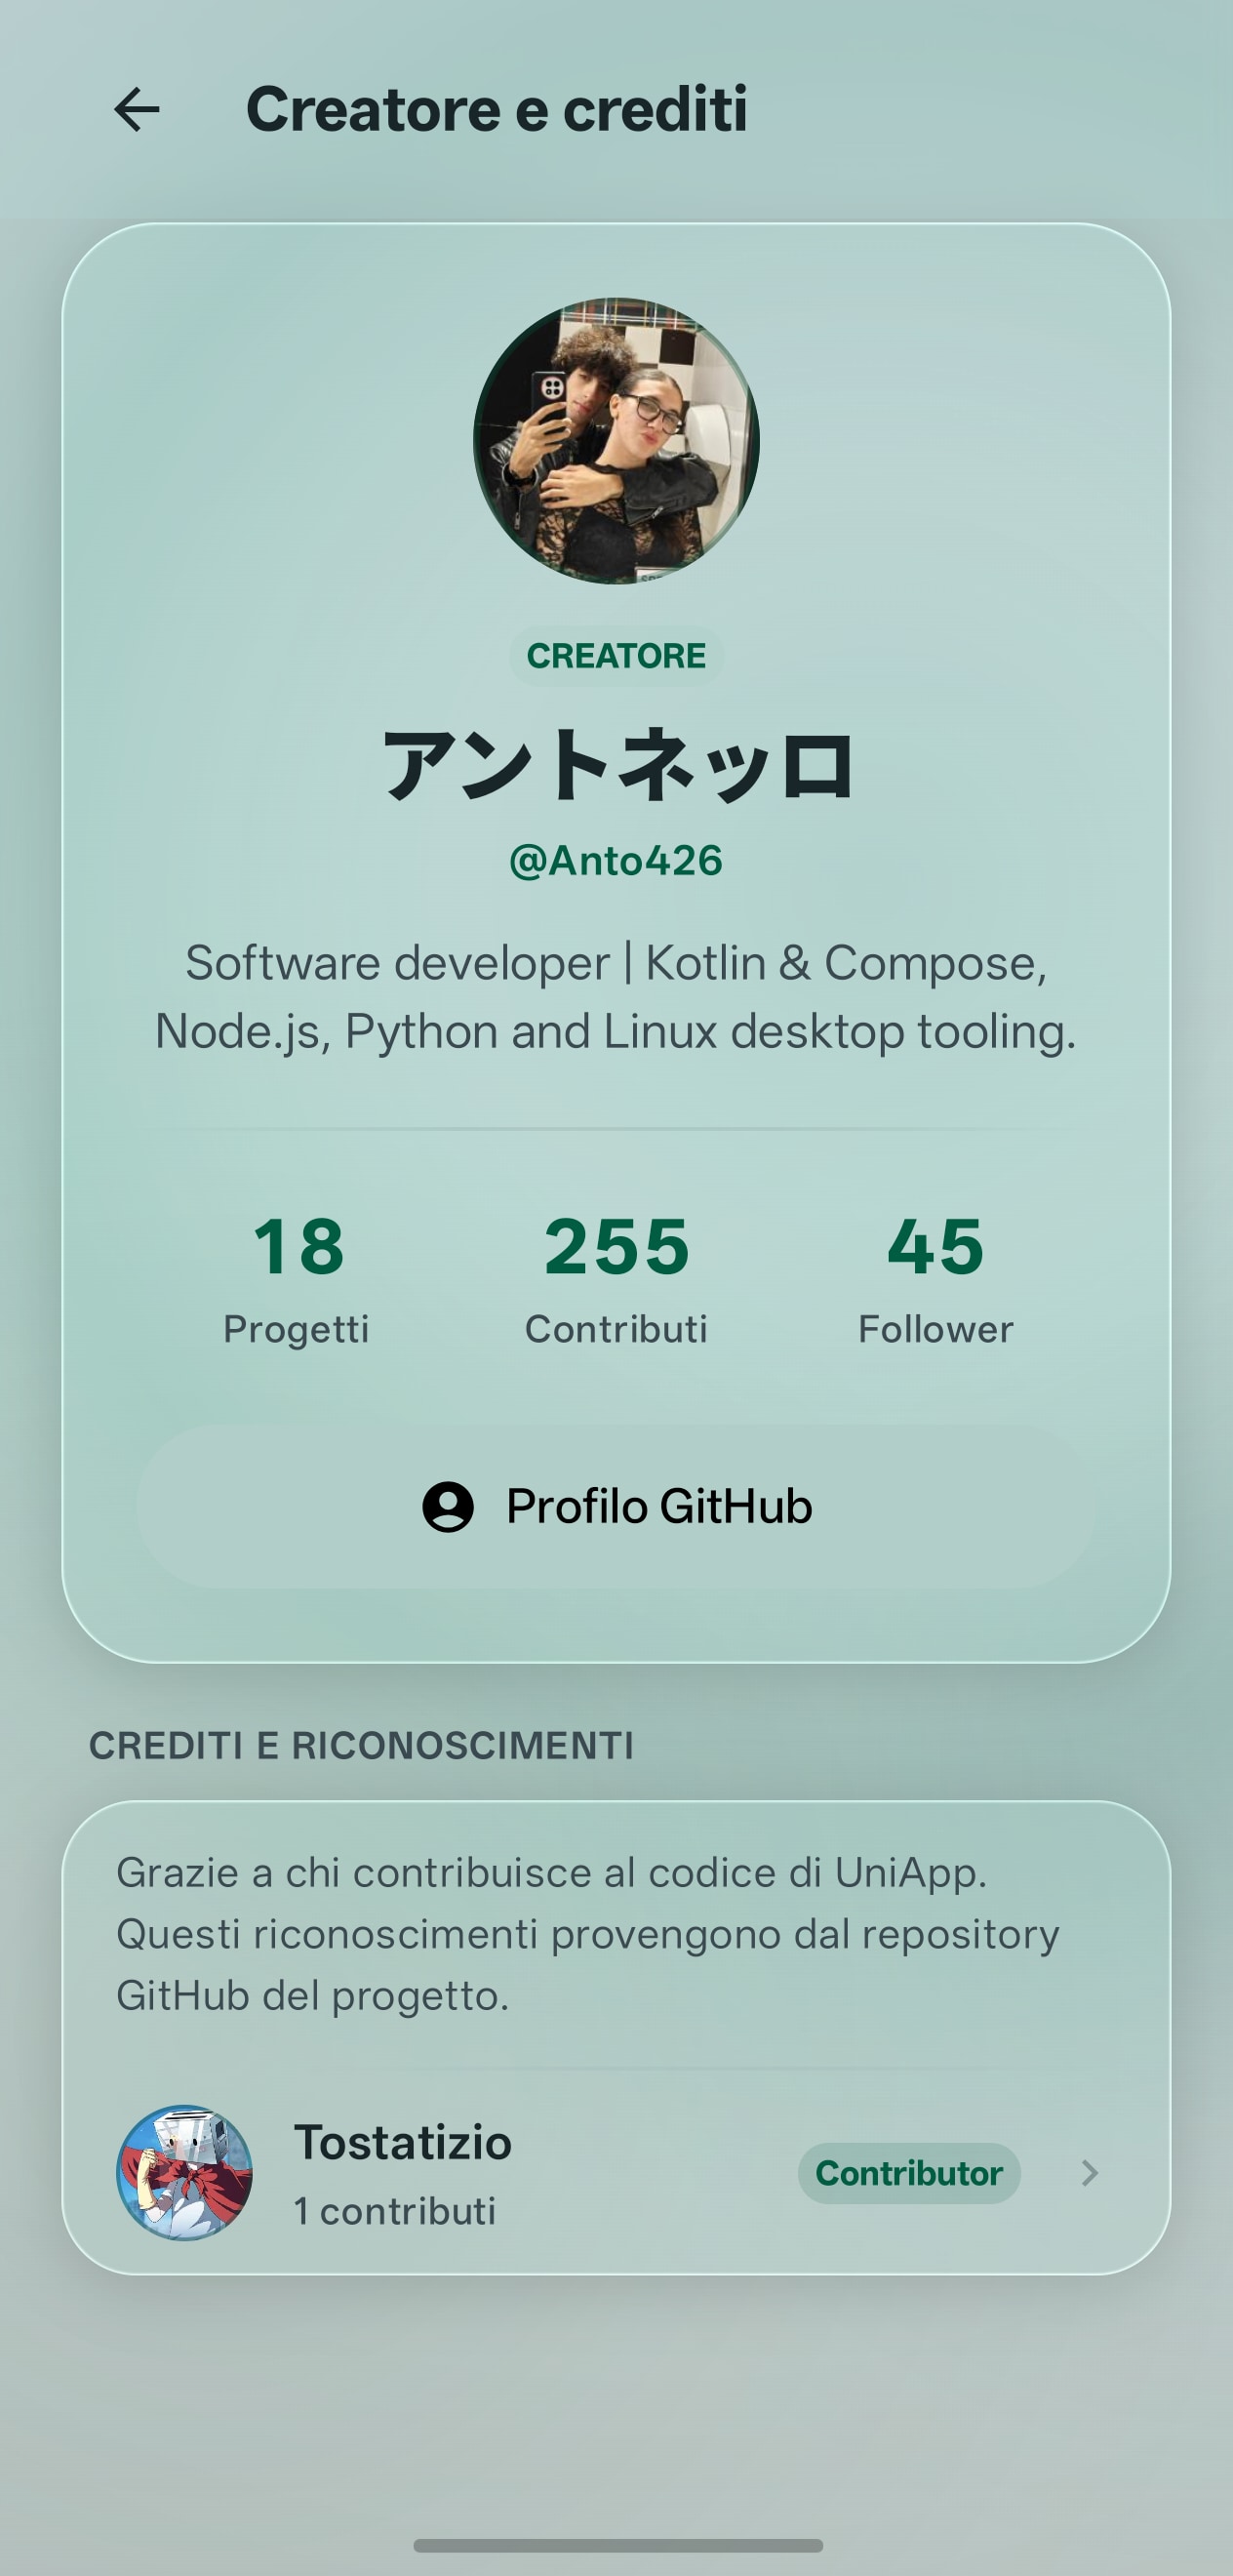 Creatore e crediti
CREATORE
アントネッロ
@Anto426
Software developer | Kotlin & Compose,
Node.js, Python and Linux desktop tooling.
18 255 45
Progetti Contributi Follower
Profilo GitHub
CREDITI E RICONOSCIMENTI
Grazie a chi contribuisce al codice di UniApp.
Questi riconoscimenti provengono dal repository
GitHub del progetto.
Tostatizio
Contributor
1 contributi